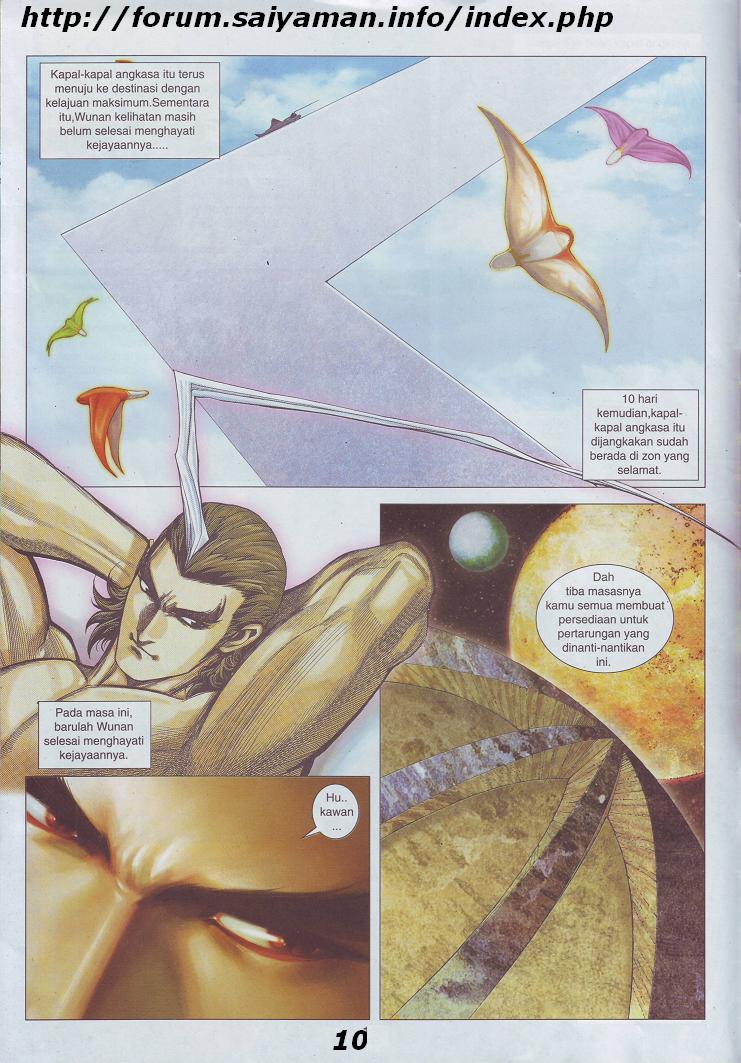 http://forum.saiyaman.info/index.php
Kapal-kapal angkasa itu terus
menuju ke destinasi dengan
kelajuan maksimum.Sementara
itu,Wunan kelihatan masih
belum selesai menghayati
kejayaannya.....
10 hari
kemudian,kapal-
kapal angkasa itu
dijangkakan sudah
berada di zon yang
selamat.
Dah
tiba masasnya
kamu semua membuat
persediaan untuk
pertarungan yang
dinanti-nantikan
ini.
Pada masa ini,
barulah Wunan
selesai menghayati
kejayaannya.
Hu..
kawan
...
10